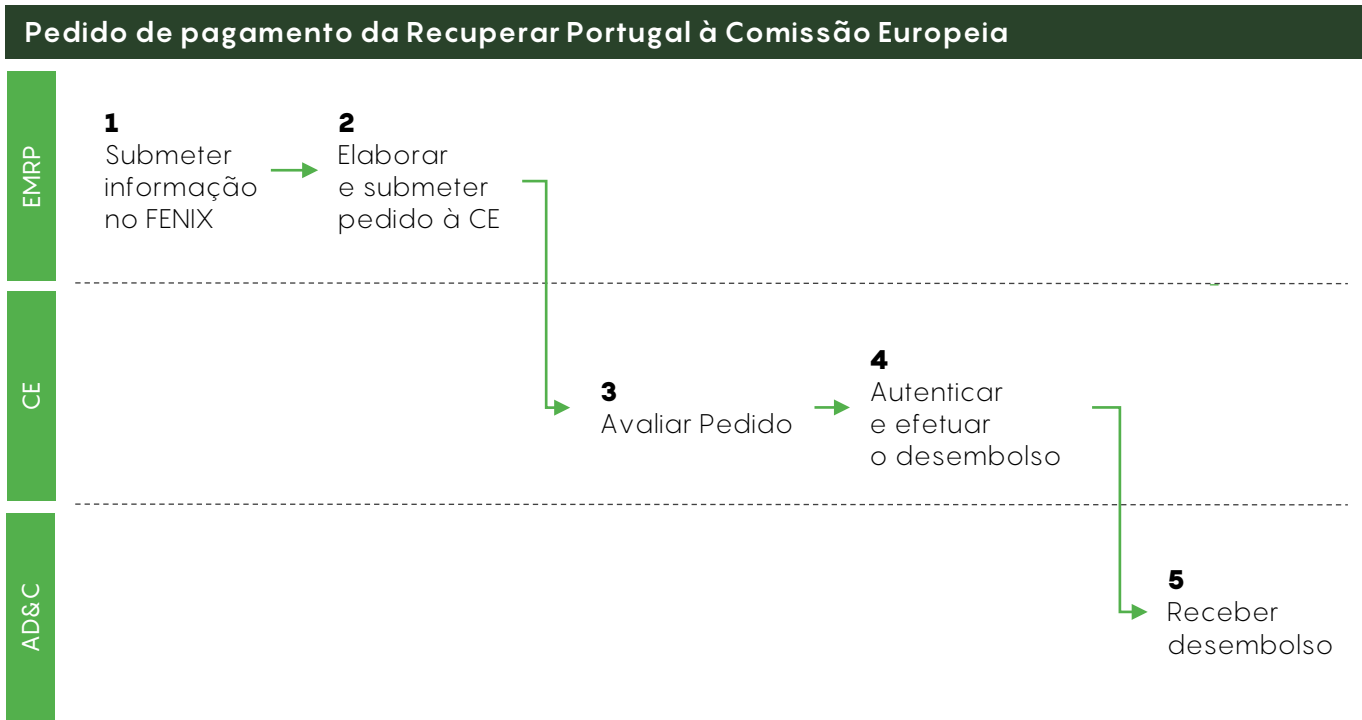 Pedido de pagamento da Recuperar Portugal à Comissão Europeia
EMRP
1
Submeter
informação
no FENIX
2
Elaborar
e submeter
pedido à CE
CE
3
Avaliar Pedido
4
Autenticar
e efetuar
o desembolso
AD&C
5
Receber
desembolso